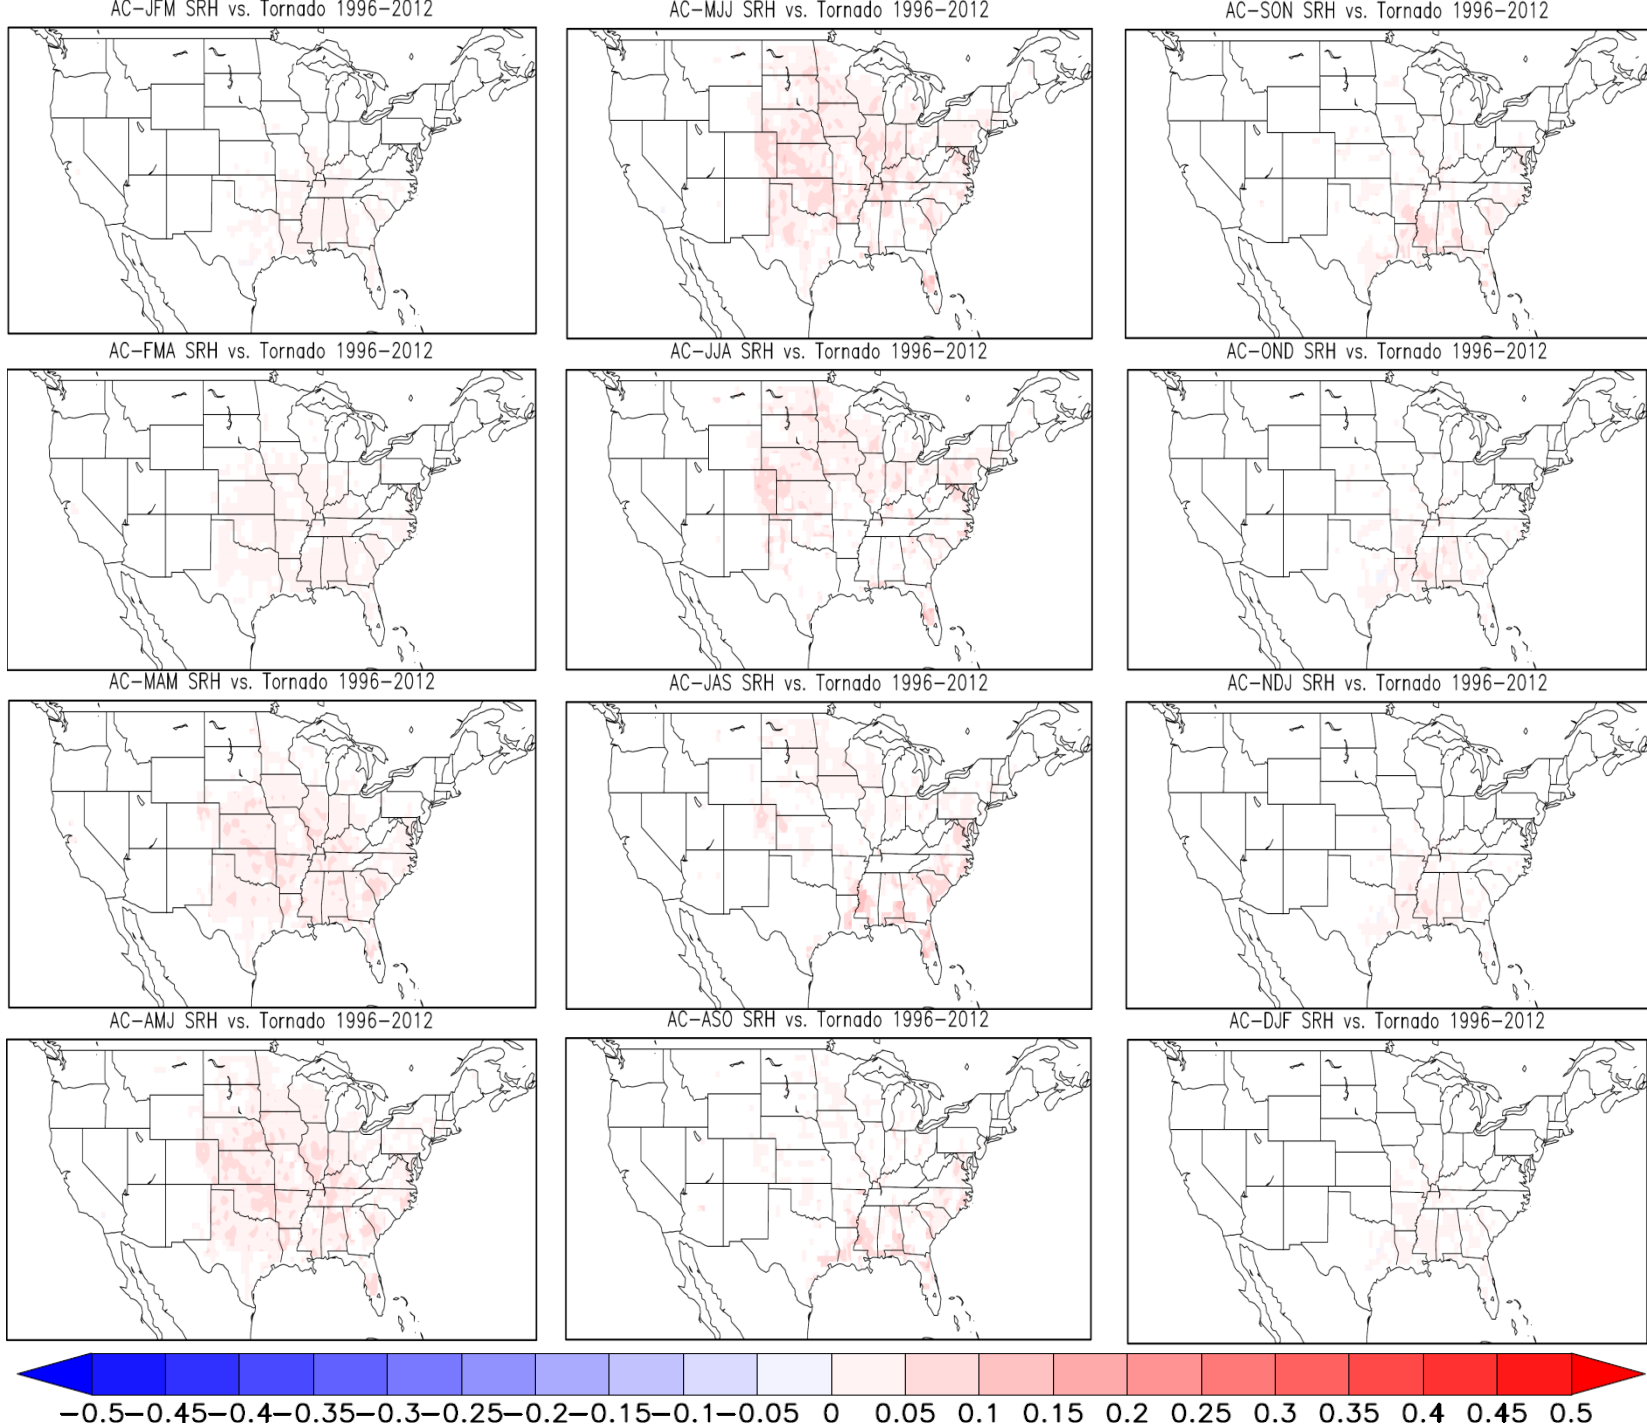 AC-JFM SRH vs. Tornado 1996-2012
AC-MJJ SRH vs. Tornado 1996-2012
AC-SON SRH vs. Tornado 1996-2012
AC-FMA SRH vs. Tornado 1996-2012
AC-JJA SRH vs. Tornado 1996-2012
AC-OND SRH vs. Tornado 1996-2012
AC-MAM SRH vs. Tornado 1996-2012
AC-JAS SRH vs. Tornado 1996-2012
AC-NDJ SRH vs. Tornado 1996-2012
AC-AMJ SRH vs. Tornado 1996-2012
AC-ASO SRH vs. Tornado 1996-2012
AC-DJF SRH vs. Tornado 1996-2012
-0.5 -0.45 -0.4 -0.35 -0.3 -0.25 -0.2 -0.15 -0.1 -0.05 0 0.05 0.1 0.15 0.2 0.25 0.3 0.35 0.4 0.45 0.5